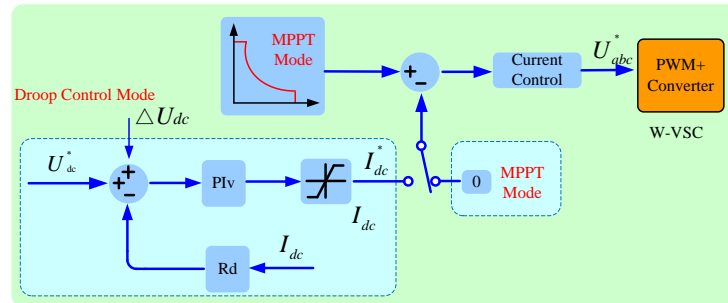 MPPT
Mode
Current
Control
U*abc
PWM+
Converter
W-VSC
Droop Control Mode
△Udc
U*dc
PIv
I*dc
Idc
0
MPPT
Mode
Rd
Idc